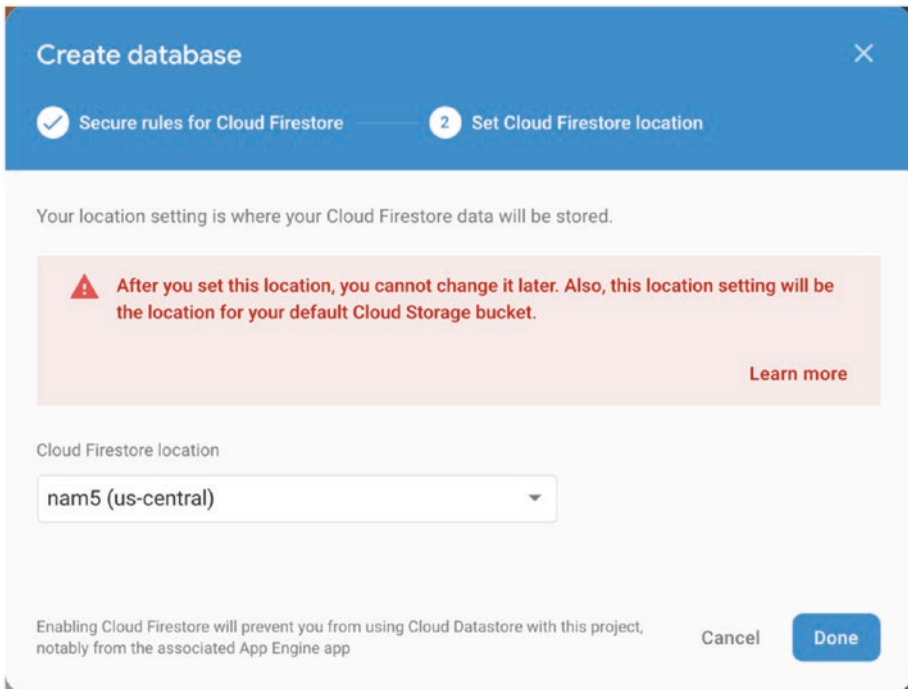 Create database
Secure rules for Cloud Firestore
2 Set Cloud Firestore location
Your location setting is where your Cloud Firestore data will be stored.
After you set this location, you cannot change it later. Also, this location setting will be
the location for your default Cloud Storage bucket.
Learn more
Cloud Firestore location
nam5 (us-central)
Enabling Cloud Firestore will prevent you from using Cloud Datastore with this project,
notably from the associated App Engine app
Cancel
Done